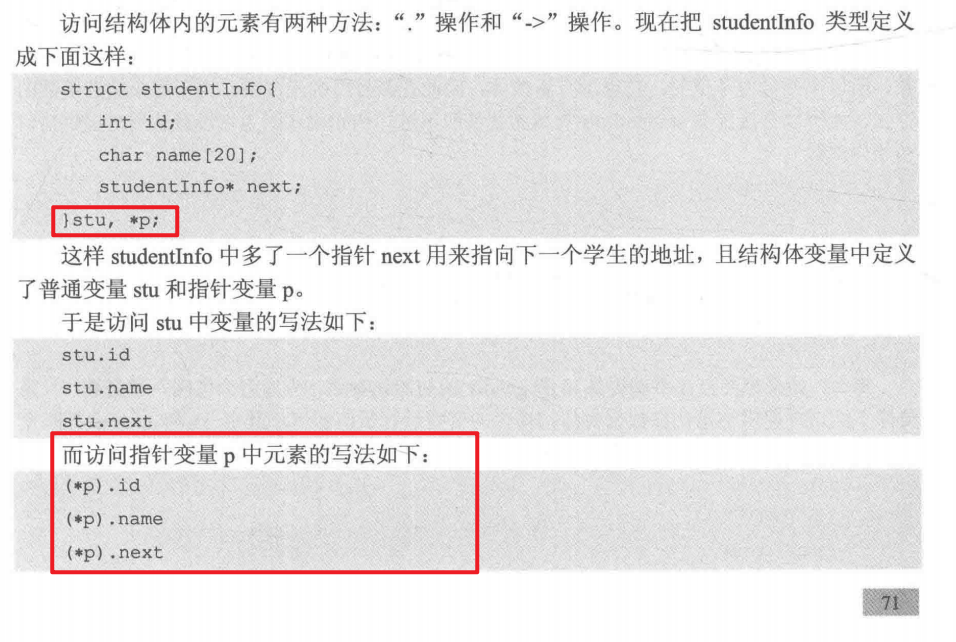 访问结构体内的元素有两种方法：“.”操作和“->”操作。现在把 studentInfo 类型定义
成下面这样：
struct studentInfo{
int id;
char name[20];
studentInfo* next;
}stu, *p;
这样 studentInfo 中多了一个指针 next 用来指向下一个学生的地址，且结构体变量中定义
了普通变量 stu 和指针变量 p。
于是访问 stu 中变量的写法如下：
stu.id
stu.name
stu.next
而访问指针变量 p 中元素的写法如下：
(*p).id
(*p).name
(*p).next
71